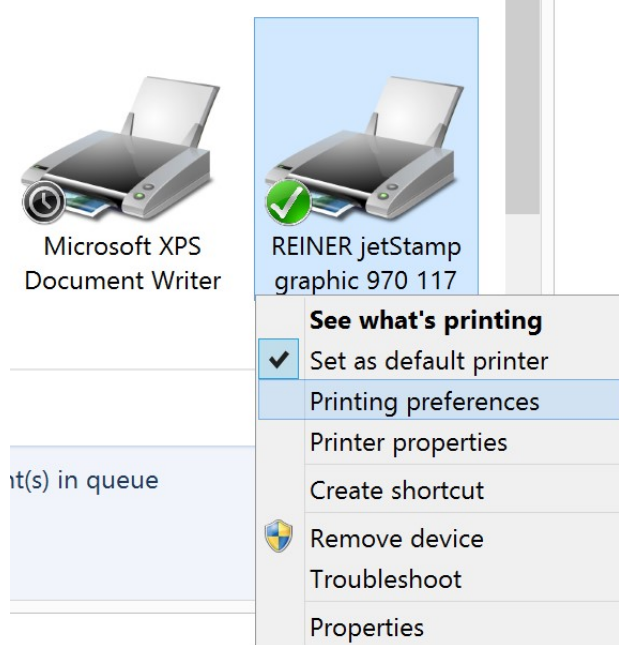 Microsoft XPS
Document Writer
REINER jetStamp
graphic 970 117
See what's printing
Set as default printer
Printing preferences
Printer properties
Create shortcut
Remove device
Troubleshoot
Properties
in queue